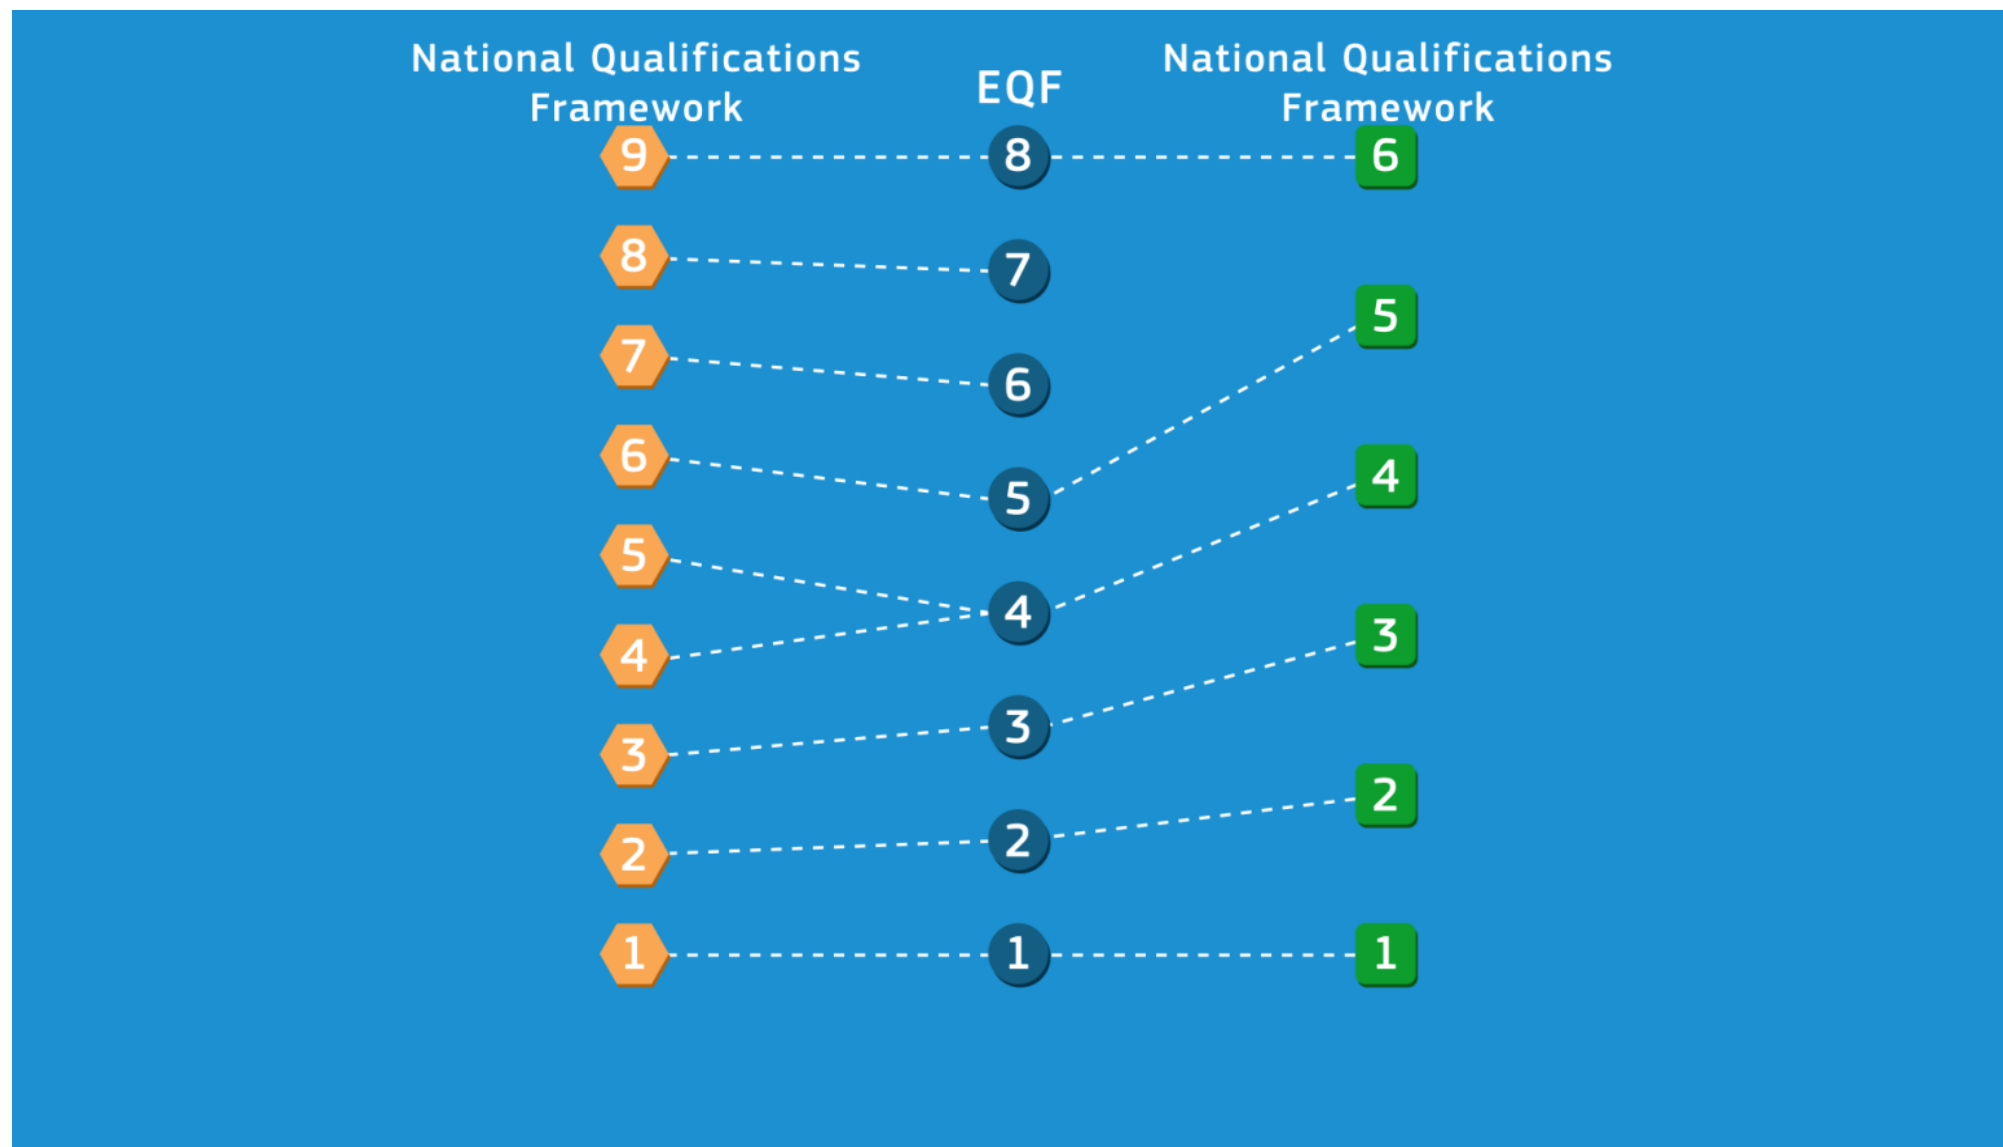 National Qualifications
Framework
EQF
National Qualifications
Framework
9 8 6
8 7
7 6 5
6 5 4
5
4 4
3 3 3
2 2 2
1 1 1